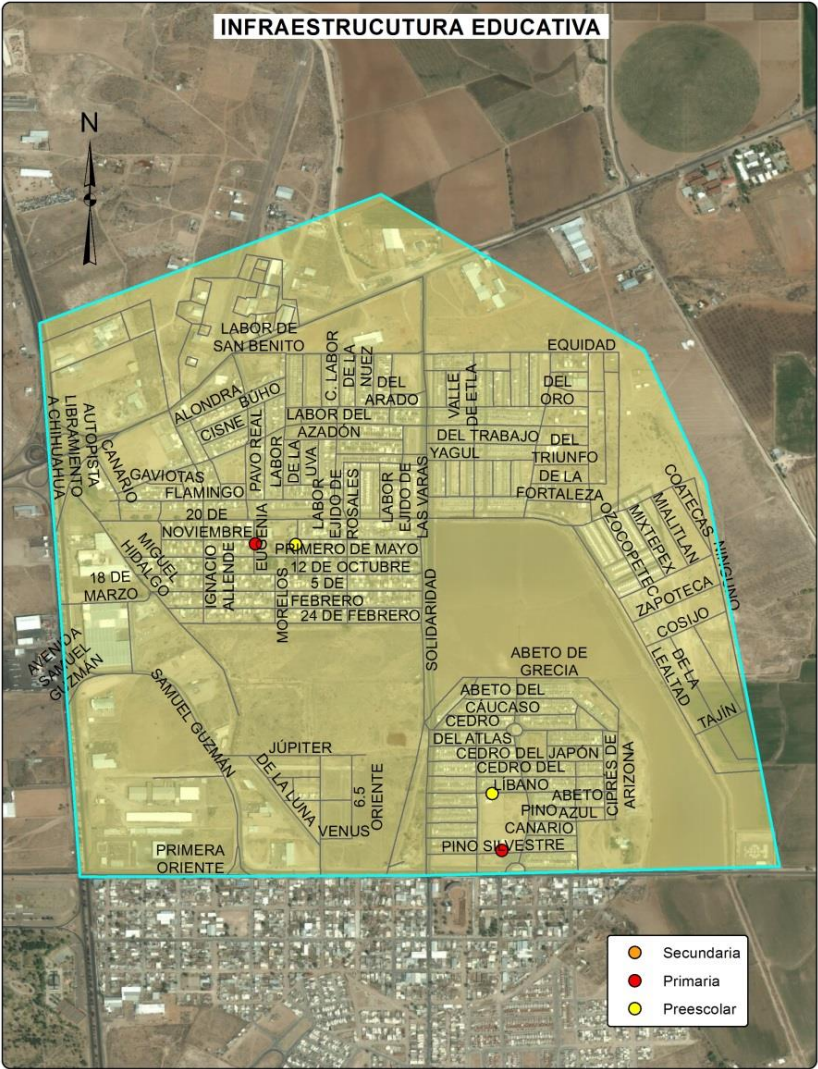 INFRAESTRUCUTURA EDUCATIVA
N
LABOR DE
SAN BENITO
C. LABOR
DE LA
NUEZ
DEL
ARADO
EQUIDAD
VALLE
DE ETLA
DEL
ORO
ALONDRA
BÚHO
CISNE
PAVO REAL
LABOR DEL
AZADÓN
LABOR
DE LA
UVA
LABOR
EJIDO DE
ROSALES
LABOR
EJIDO DE
LAS VARAS
DEL TRABAJO
YAGUL
DEL
TRIUNFO
DE LA
FORTALEZA
AUTOPISTA
LIBRAMIENTO
A CHIHUAHUA
CANARIO
GAVIOTAS
FLAMINGO
20 DE
NOVIEMBRE
EUGENIA
MIGUEL
HIDALGO
IGNACIO
ALLENDE
18 DE
MARZO
PRIMERO DE MAYO
12 DE OCTUBRE
5 DE
FEBRERO
24 DE FEBRERO
MORELOS
SOLIDARIDAD
COATECAS
MIALITLAN
MIXTEPEX
OZOCOPETEC
NINGUNO
ZAPOTECA
COSIJO
DE LA
LEALTAD
TAJÍN
AVENIDA
SAMUEL
GUZMÁN
SAMUEL GUZMÁN
ABETO DE
GRECIA
ABETO DEL
CÁUCASO
CEDRO
DEL ATLAS
CEDRO DEL JAPÓN
CEDRO DEL
LIBANO
ABETO
AZUL
CIPRÉS DE
ARIZONA
PINO
CANARIO
PINO SILVESTRE
JÚPITER
DE LA LUNA
6.5
ORIENTE
VENUS
PRIMERA
ORIENTE
Secundaria
Primaria
Preescolar